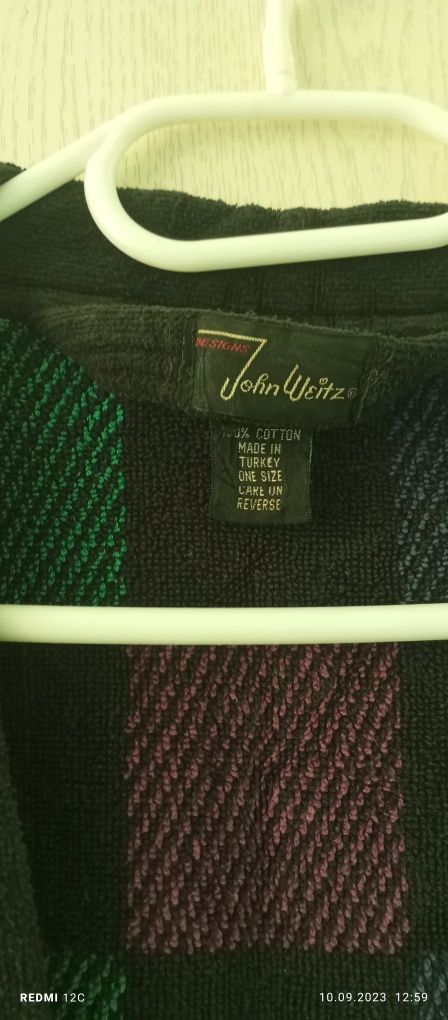 DESIGNS
John Weitz®
100% COTTON
MADE IN
TURKEY
ONE SIZE
CARE ON
REVERSE
REDMI 12C
10.09.2023 12:59